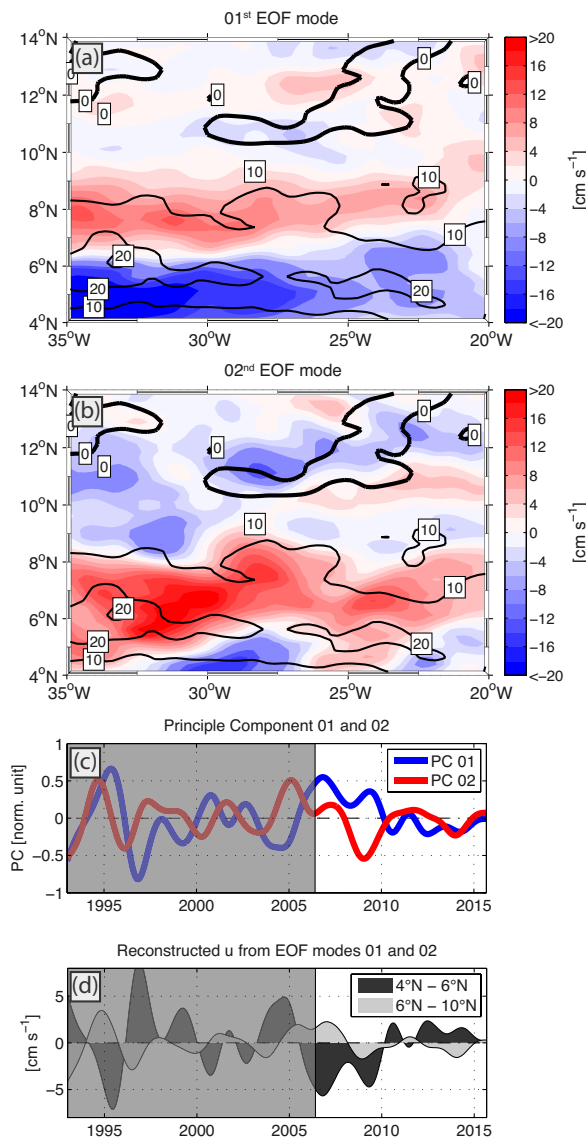 01st EOF mode
(a)
14°N
12°N
10°N
8°N
6°N
4°N
35°W
30°W
25°W
20°W
0
0
0
0
0
0
10
10
10
20
20
20
10
>20
16
12
8
4
0
−4
−8
−12
−16
<−20
[cm s−1]
02nd EOF mode
(b)
14°N
12°N
10°N
8°N
6°N
4°N
35°W
30°W
25°W
20°W
0
0
0
0
0
10
10
10
20
20
20
10
>20
16
12
8
4
0
−4
−8
−12
−16
<−20
[cm s−1]
Principle Component 01 and 02
(c)
PC [norm. unit]
1
0.5
0
−0.5
−1
PC 01
PC 02
1995
2000
2005
2010
2015
Reconstructed u from EOF modes 01 and 02
(d)
[cm s−1]
5
0
−5
4°N − 6°N
6°N − 10°N
1995
2000
2005
2010
2015